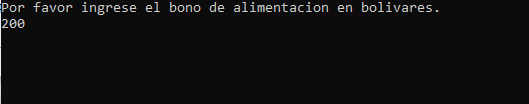 Por favor ingrese el bono de alimentacion en bolivares.
200